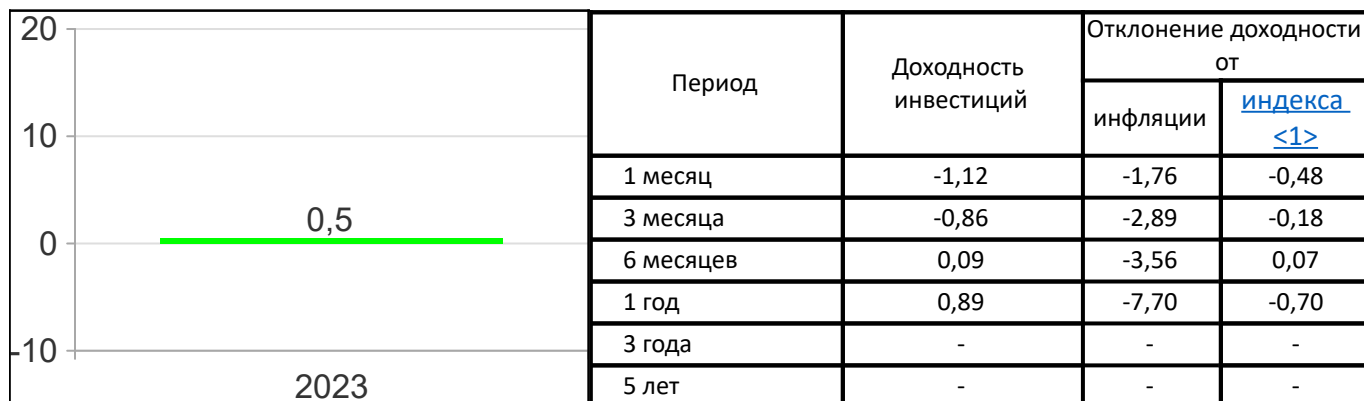 20
10
0
-10
0,5
2023
Период
Доходность
инвестиций
Отклонение доходности
от
инфляции
индекса
<1>
1 месяц -1,12 -1,76 -0,48
3 месяца -0,86 -2,89 -0,18
6 месяцев 0,09 -3,56 0,07
1 год 0,89 -7,70 -0,70
3 года - - -
5 лет - - -